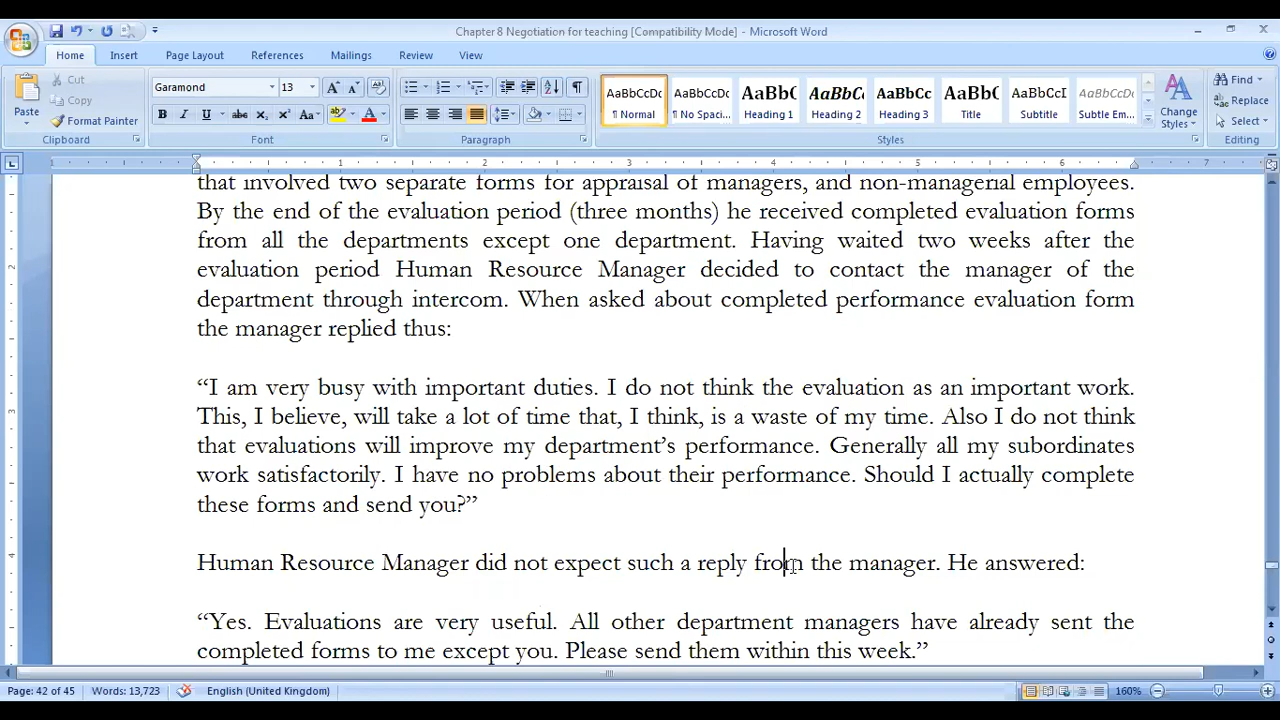 Chapter 8 Negotiation for teaching [Compatibility Mode] - Microsoft Word
Home Insert Page Layout References Mailings Review View
Paste
Cut
Copy
Format Painter
Clipboard
Garamond 13
B I U abc x₂ x² Aa
Font
Paragraph
AaBbCcDc AaBbCcDc AaBbC AaBbCc AaBbCc AaBbC AaBbCcI AaBbCcDc
¶ Normal ¶ No Spaci... Heading 1 Heading 2 Heading 3 Title Subtitle Subtle Em...
Change Styles
Styles
Find
Replace
Select
Editing
1 2 3 4 5 6 7
that involved two separate forms for appraisal of managers, and non-managerial employees.
By the end of the evaluation period (three months) he received completed evaluation forms
from all the departments except one department. Having waited two weeks after the
evaluation period Human Resource Manager decided to contact the manager of the
department through intercom. When asked about completed performance evaluation form
the manager replied thus:
“I am very busy with important duties. I do not think the evaluation as an important work.
This, I believe, will take a lot of time that, I think, is a waste of my time. Also I do not think
that evaluations will improve my department’s performance. Generally all my subordinates
work satisfactorily. I have no problems about their performance. Should I actually complete
these forms and send you?”
Human Resource Manager did not expect such a reply from the manager. He answered:
“Yes. Evaluations are very useful. All other department managers have already sent the
completed forms to me except you. Please send them within this week.”
Page: 42 of 45 Words: 13,723 English (United Kingdom) 160%